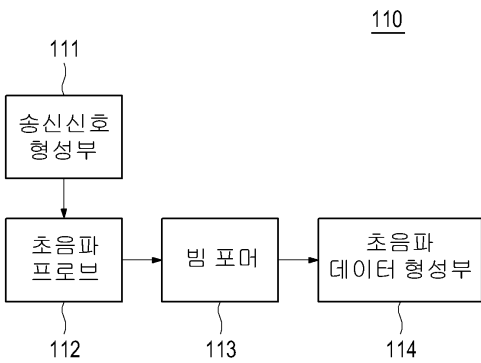 110
111
송신신호
형성부
초음파
프로브
빔 포머
초음파
데이터 형성부
112
113
114